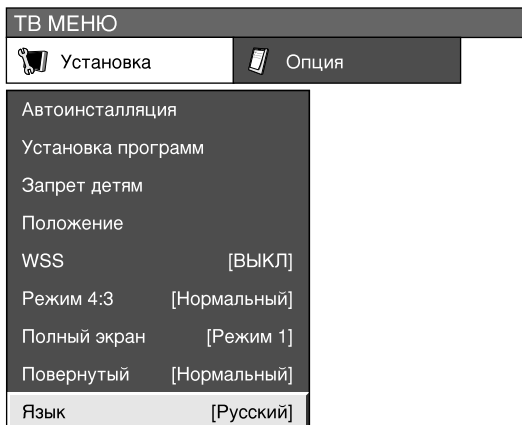 ТВ МЕНЮ
Установка Опция
Автоинсталляция
Установка программ
Запрет детям
Положение
WSS [ВЫКЛ]
Режим 4:3 [Нормальный]
Полный экран [Режим 1]
Повернутый [Нормальный]
Язык [Русский]